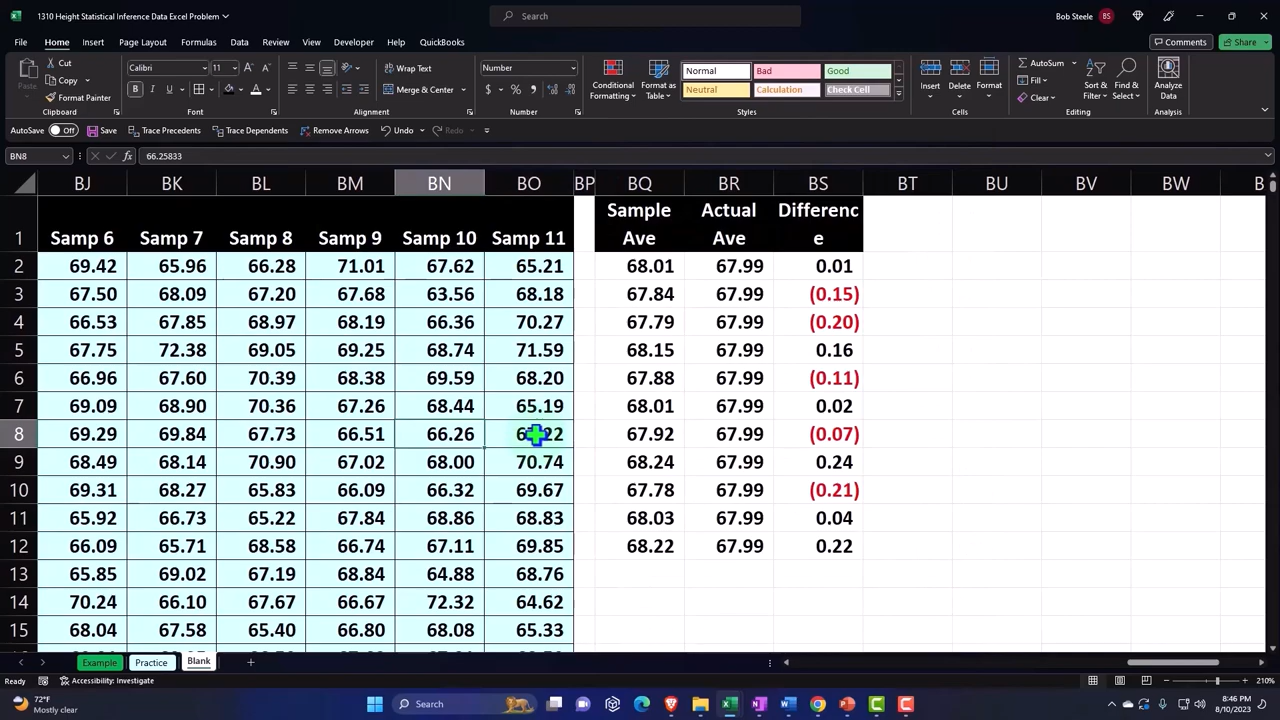 1310 Height Statistical Inference Data Excel Problem
Search
Bob Steele BS
File Home Insert Page Layout Formulas Data Review View Developer Help QuickBooks Comments Share
Cut Calibri 11 Wrap Text Number Normal Bad Good AutoSum
Copy Paste Format Painter B I U Merge & Center Conditional Formatting Format as Table Neutral Calculation Check Cell Insert Delete Format Fill Clear Sort & Filter Find & Select Analyze Data
Clipboard Font Alignment Number Styles Cells Editing Analysis
AutoSave Off Save Trace Precedents Trace Dependents Remove Arrows Undo Redo
BN8 fx 66.25833
BJ BK BL BM BN BO BP BQ BR BS BT BU BV BW
Sample Actual Differenc
1 Samp 6 Samp 7 Samp 8 Samp 9 Samp 10 Samp 11 Ave Ave e
2 69.42 65.96 66.28 71.01 67.62 65.21 68.01 67.99 0.01
3 67.50 68.09 67.20 67.68 63.56 68.18 67.84 67.99 (0.15)
4 66.53 67.85 68.97 68.19 66.36 70.27 67.79 67.99 (0.20)
5 67.75 72.38 69.05 69.25 68.74 71.59 68.15 67.99 0.16
6 66.96 67.60 70.39 68.38 69.59 68.20 67.88 67.99 (0.11)
7 69.09 68.90 70.36 67.26 68.44 65.19 68.01 67.99 0.02
8 69.29 69.84 67.73 66.51 66.26 67.92 67.99 (0.07)
9 68.49 68.14 70.90 67.02 68.00 70.74 68.24 67.99 0.24
10 69.31 68.27 65.83 66.09 66.32 69.67 67.78 67.99 (0.21)
11 65.92 66.73 65.22 67.84 68.86 68.83 68.03 67.99 0.04
12 66.09 65.71 68.58 66.74 67.11 69.85 68.22 67.99 0.22
13 65.85 69.02 67.19 68.84 64.88 68.76
14 70.24 66.10 67.67 66.67 72.32 64.62
15 68.04 67.58 65.40 66.80 68.08 65.33
Example Practice Blank
Ready Accessibility: Investigate 210%
72°F
Mostly clear
Search
8:46 PM
8/10/2023